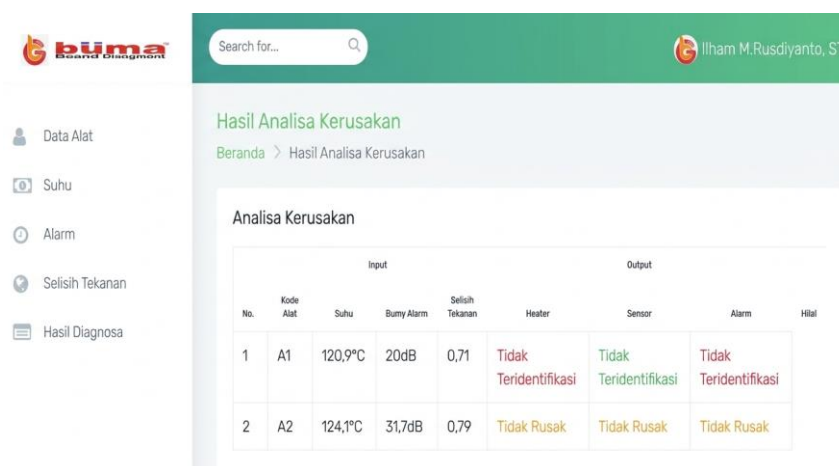 büma
Board Disagmont
Search for...
Ilham M.Rusdiyanto, ST
Data Alat
Suhu
Alarm
Selisih Tekanan
Hasil Diagnosa
Hasil Analisa Kerusakan
Beranda > Hasil Analisa Kerusakan
Analisa Kerusakan
Input Output
No. Kode Alat Suhu Bumy Alarm Selisih Tekanan Heater Sensor Alarm Hilal
1 A1 120,9°C 20dB 0,71 Tidak Teridentifikasi Tidak Teridentifikasi Tidak Teridentifikasi
2 A2 124,1°C 31,7dB 0,79 Tidak Rusak Tidak Rusak Tidak Rusak